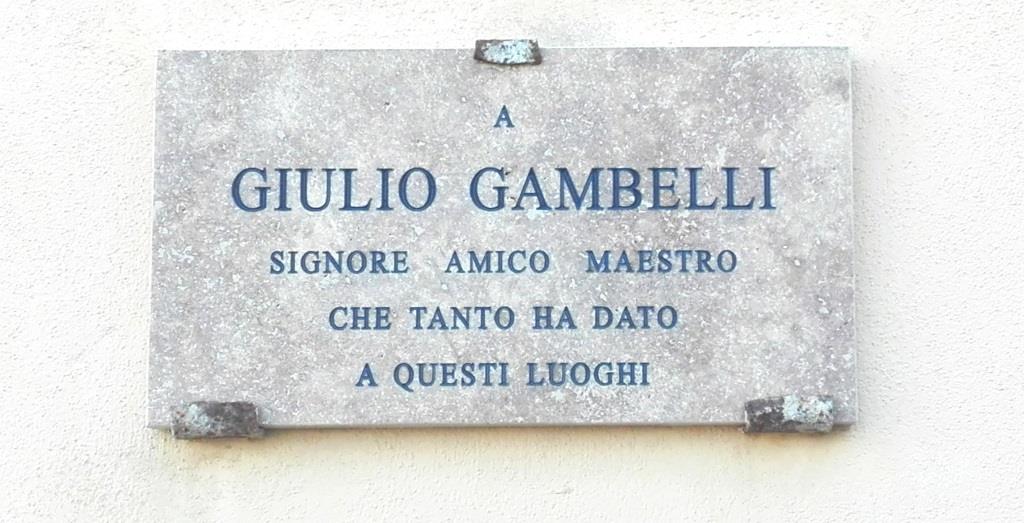 A
GIULIO GAMBELLI
SIGNORE AMICO MAESTRO
CHE TANTO HA DATO
A QUESTI LUOGHI